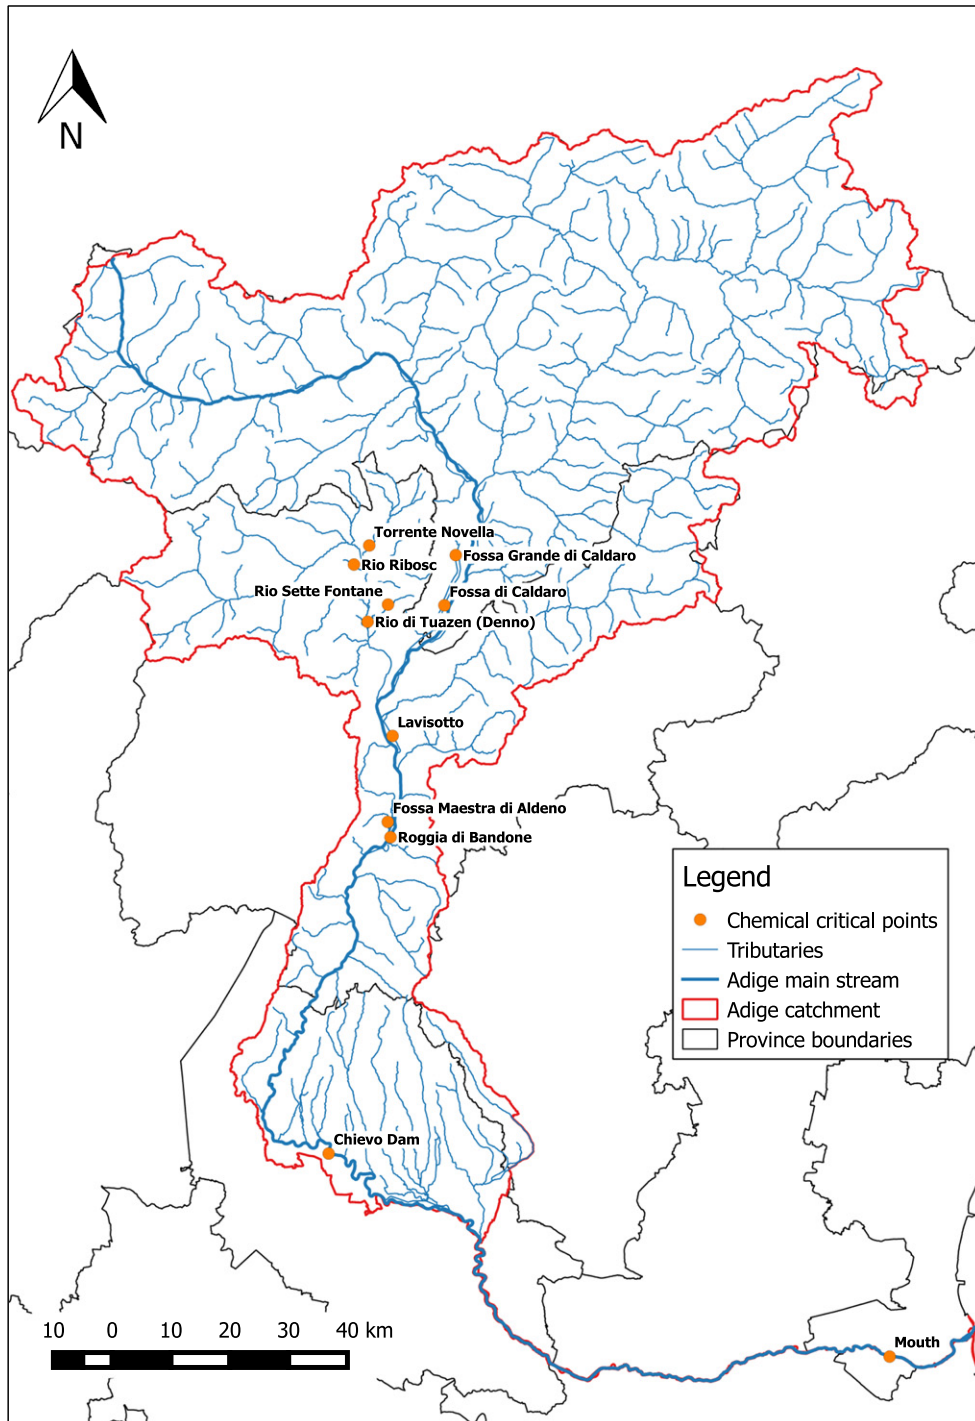 N
Torrente Novella
Fossa Grande di Caldaro
Rio Ribosc
Rio Sette Fontane
Fossa di Caldaro
Rio di Tuazen (Denno)
Lavisotto
Fossa Maestra di Aldeno
Roggia di Bandone
Legend
Chemical critical points
Tributaries
Adige main stream
Adige catchment
Province boundaries
Chievo Dam
10 0 10 20 30 40 km
Mouth